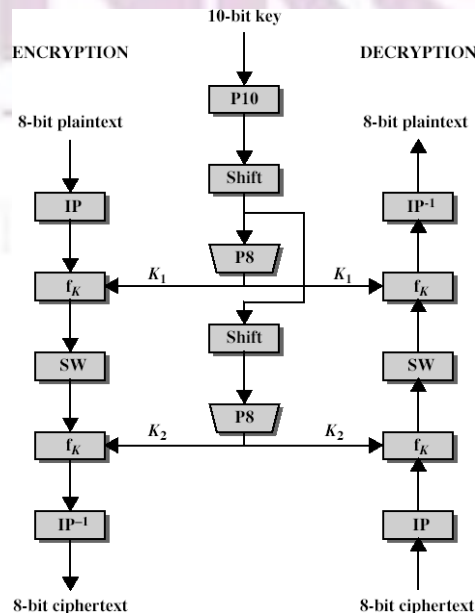 10-bit key
ENCRYPTION
DECRYPTION
P10
8-bit plaintext
8-bit plaintext
Shift
IP
IP-1
P8
fK
K1
K1
fK
Shift
SW
SW
P8
fK
K2
K2
fK
IP–1
IP
8-bit ciphertext
8-bit ciphertext